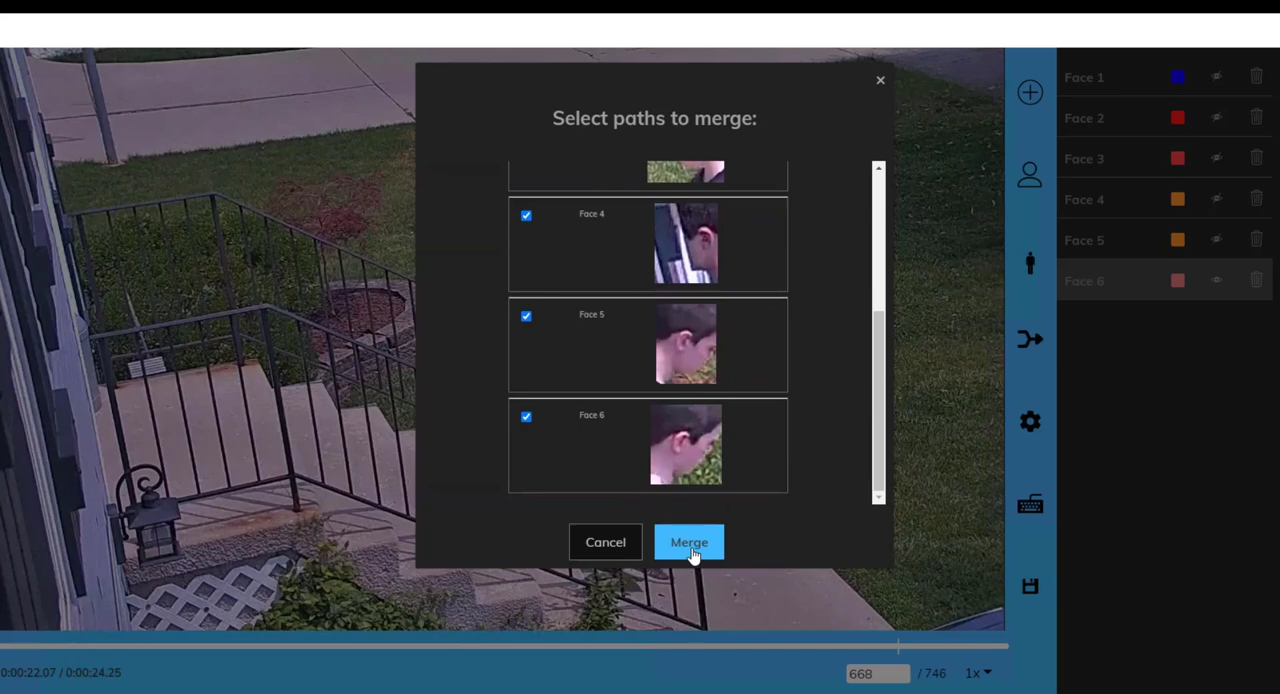 Select paths to merge:
×
Face 4
Face 5
Face 6
Cancel
Merge
Face 1
Face 2
Face 3
Face 4
Face 5
Face 6
0:00:22.07 / 0:00:24.25
668 / 746 1x